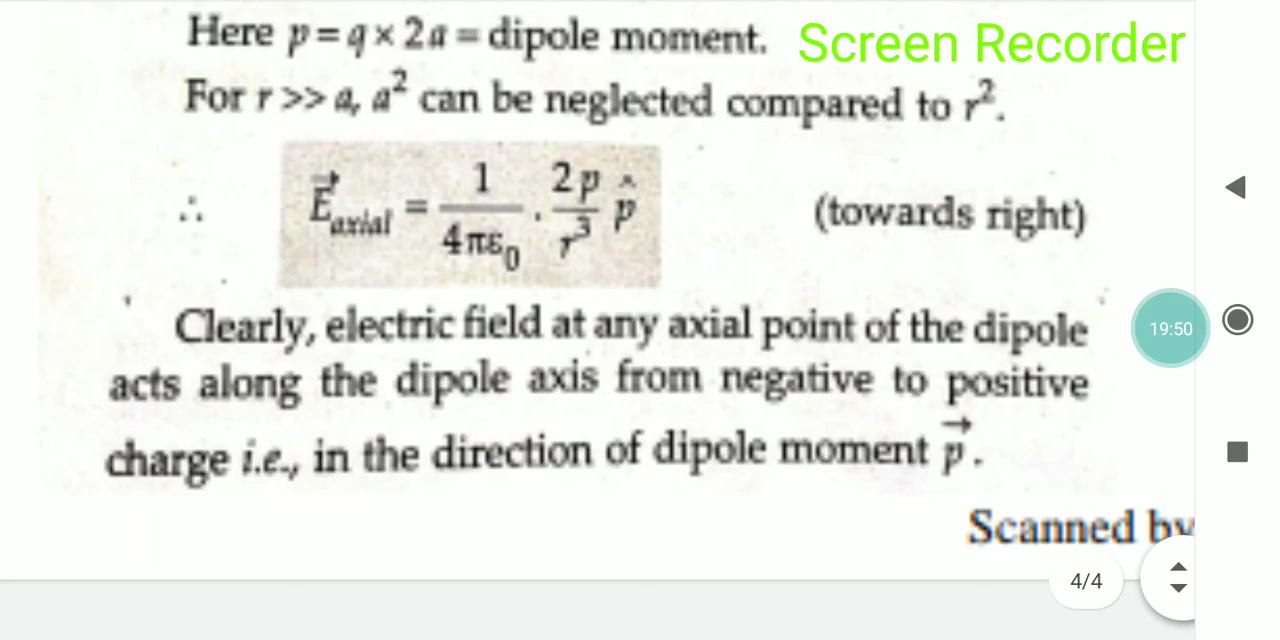 Here p = q × 2a = dipole moment.
Screen Recorder
For r >> a, a² can be neglected compared to r².
∴ E⃗axial = 1/4πε₀ · 2p/r³ p̂ (towards right)
Clearly, electric field at any axial point of the dipole
19:50
acts along the dipole axis from negative to positive
charge i.e., in the direction of dipole moment p⃗.
Scanned by
4/4